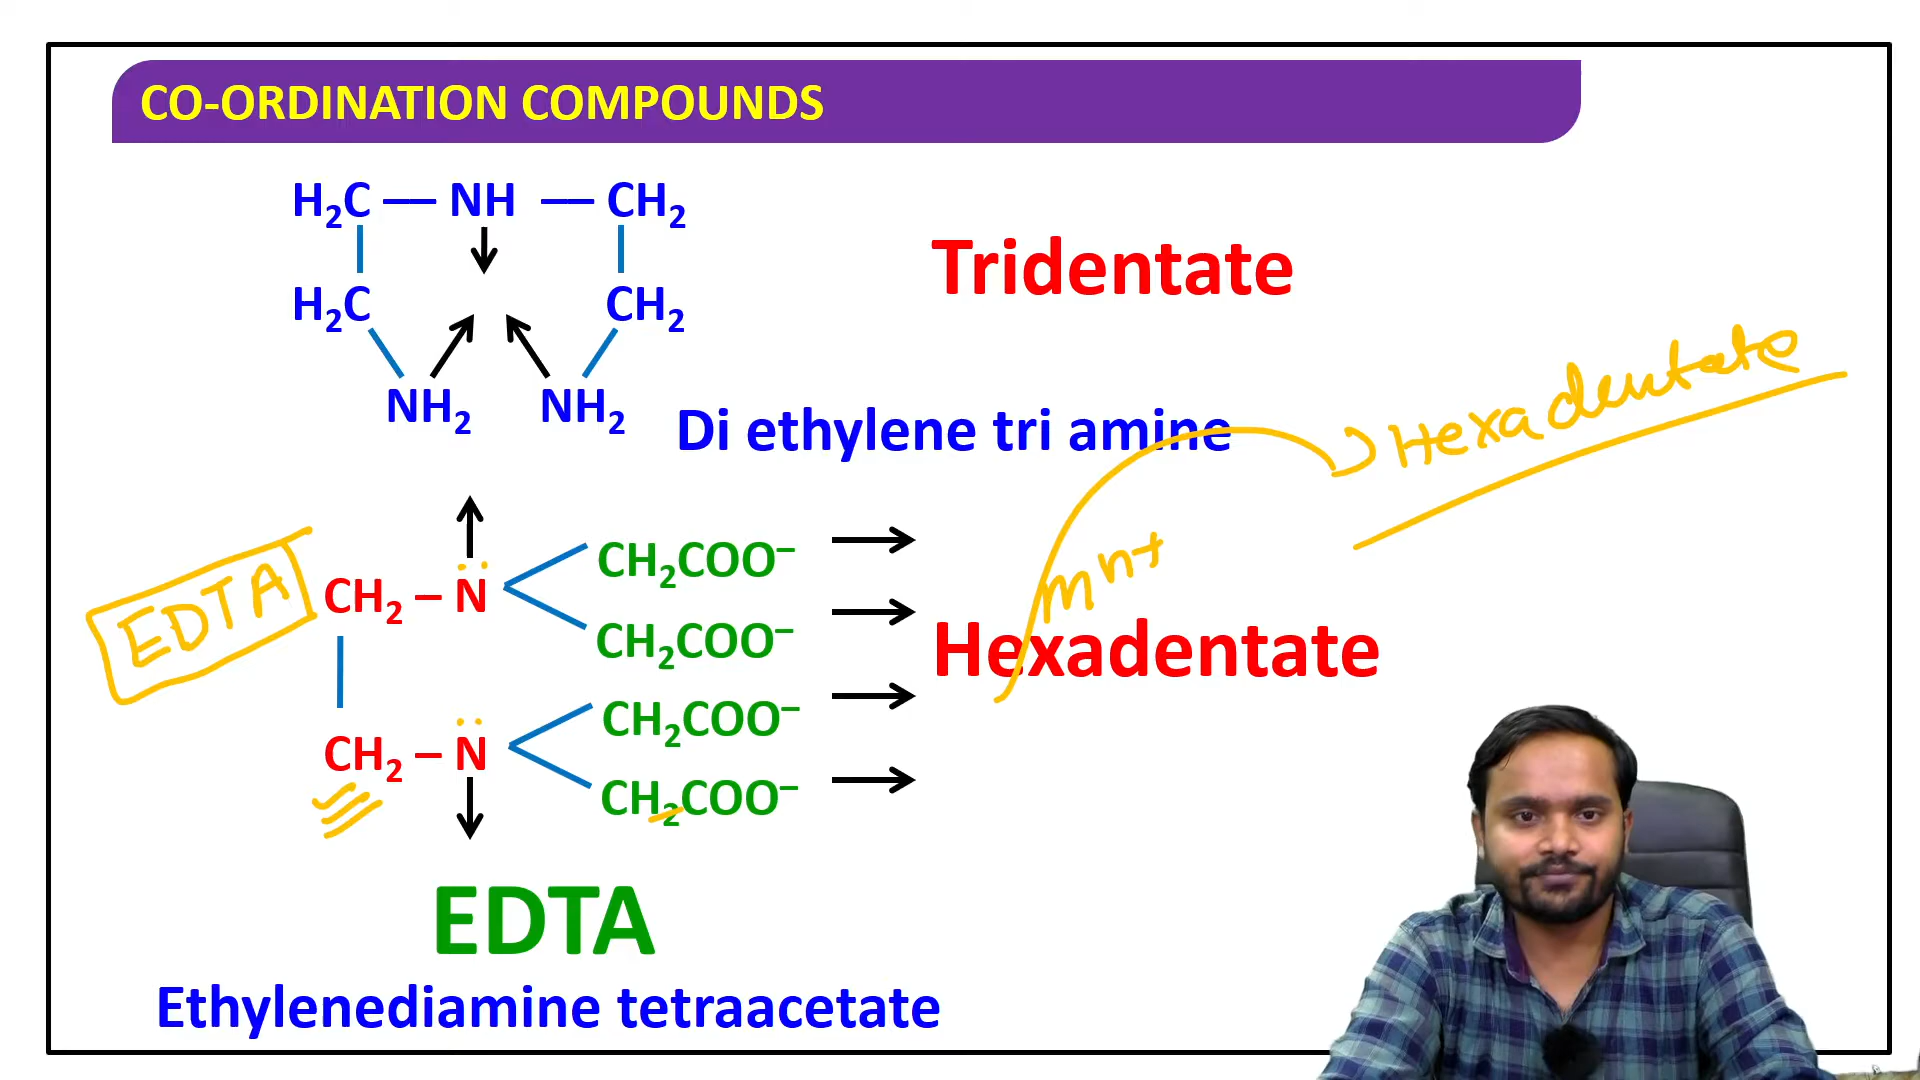 CO-ORDINATION COMPOUNDS
H₂C — NH — CH₂
H₂C CH₂
NH₂ NH₂
Tridentate
Di ethylene tri amine
Hexadentate
EDTA
CH₂ – N
CH₂COO⁻
CH₂COO⁻
Mn+
Hexadentate
CH₂ – N
CH₂COO⁻
CH₂COO⁻
EDTA
Ethylenediamine tetraacetate